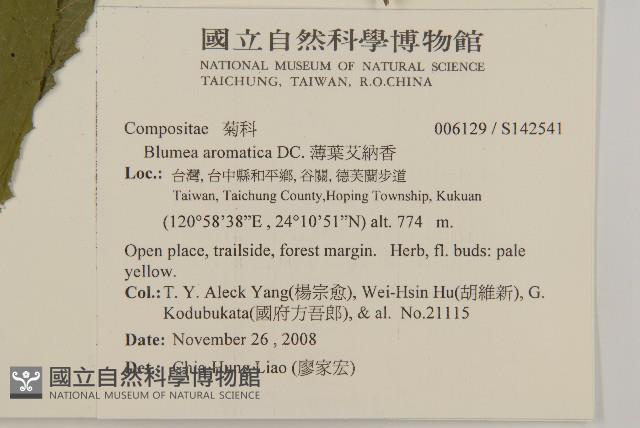 國立自然科學博物館
NATIONAL MUSEUM OF NATURAL SCIENCE
TAICHUNG, TAIWAN, R.O.CHINA
Compositae 菊科 006129 / S142541
Blumea aromatica DC. 薄葉艾納香
Loc.: 台灣, 台中縣和平鄉, 谷關, 德芙蘭步道
Taiwan, Taichung County,Hoping Township, Kukuan
(120°58’38”E , 24°10’51”N) alt. 774 m.
Open place, trailside, forest margin. Herb, fl. buds: pale
yellow.
Col.: T. Y. Aleck Yang(楊宗愈), Wei-Hsin Hu(胡維新), G.
Kodubukata(國府方吾郎), & al. No.21115
Date: November 26 , 2008
Det.: Chia-Hung Liao (廖家宏)
國立自然科學博物館
NATIONAL MUSEUM OF NATURAL SCIENCE